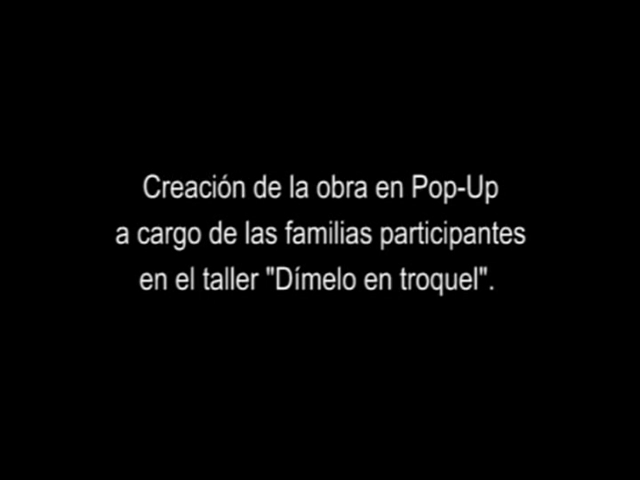 Creación de la obra en Pop-Up
a cargo de las familias participantes
en el taller "Dímelo en troquel".